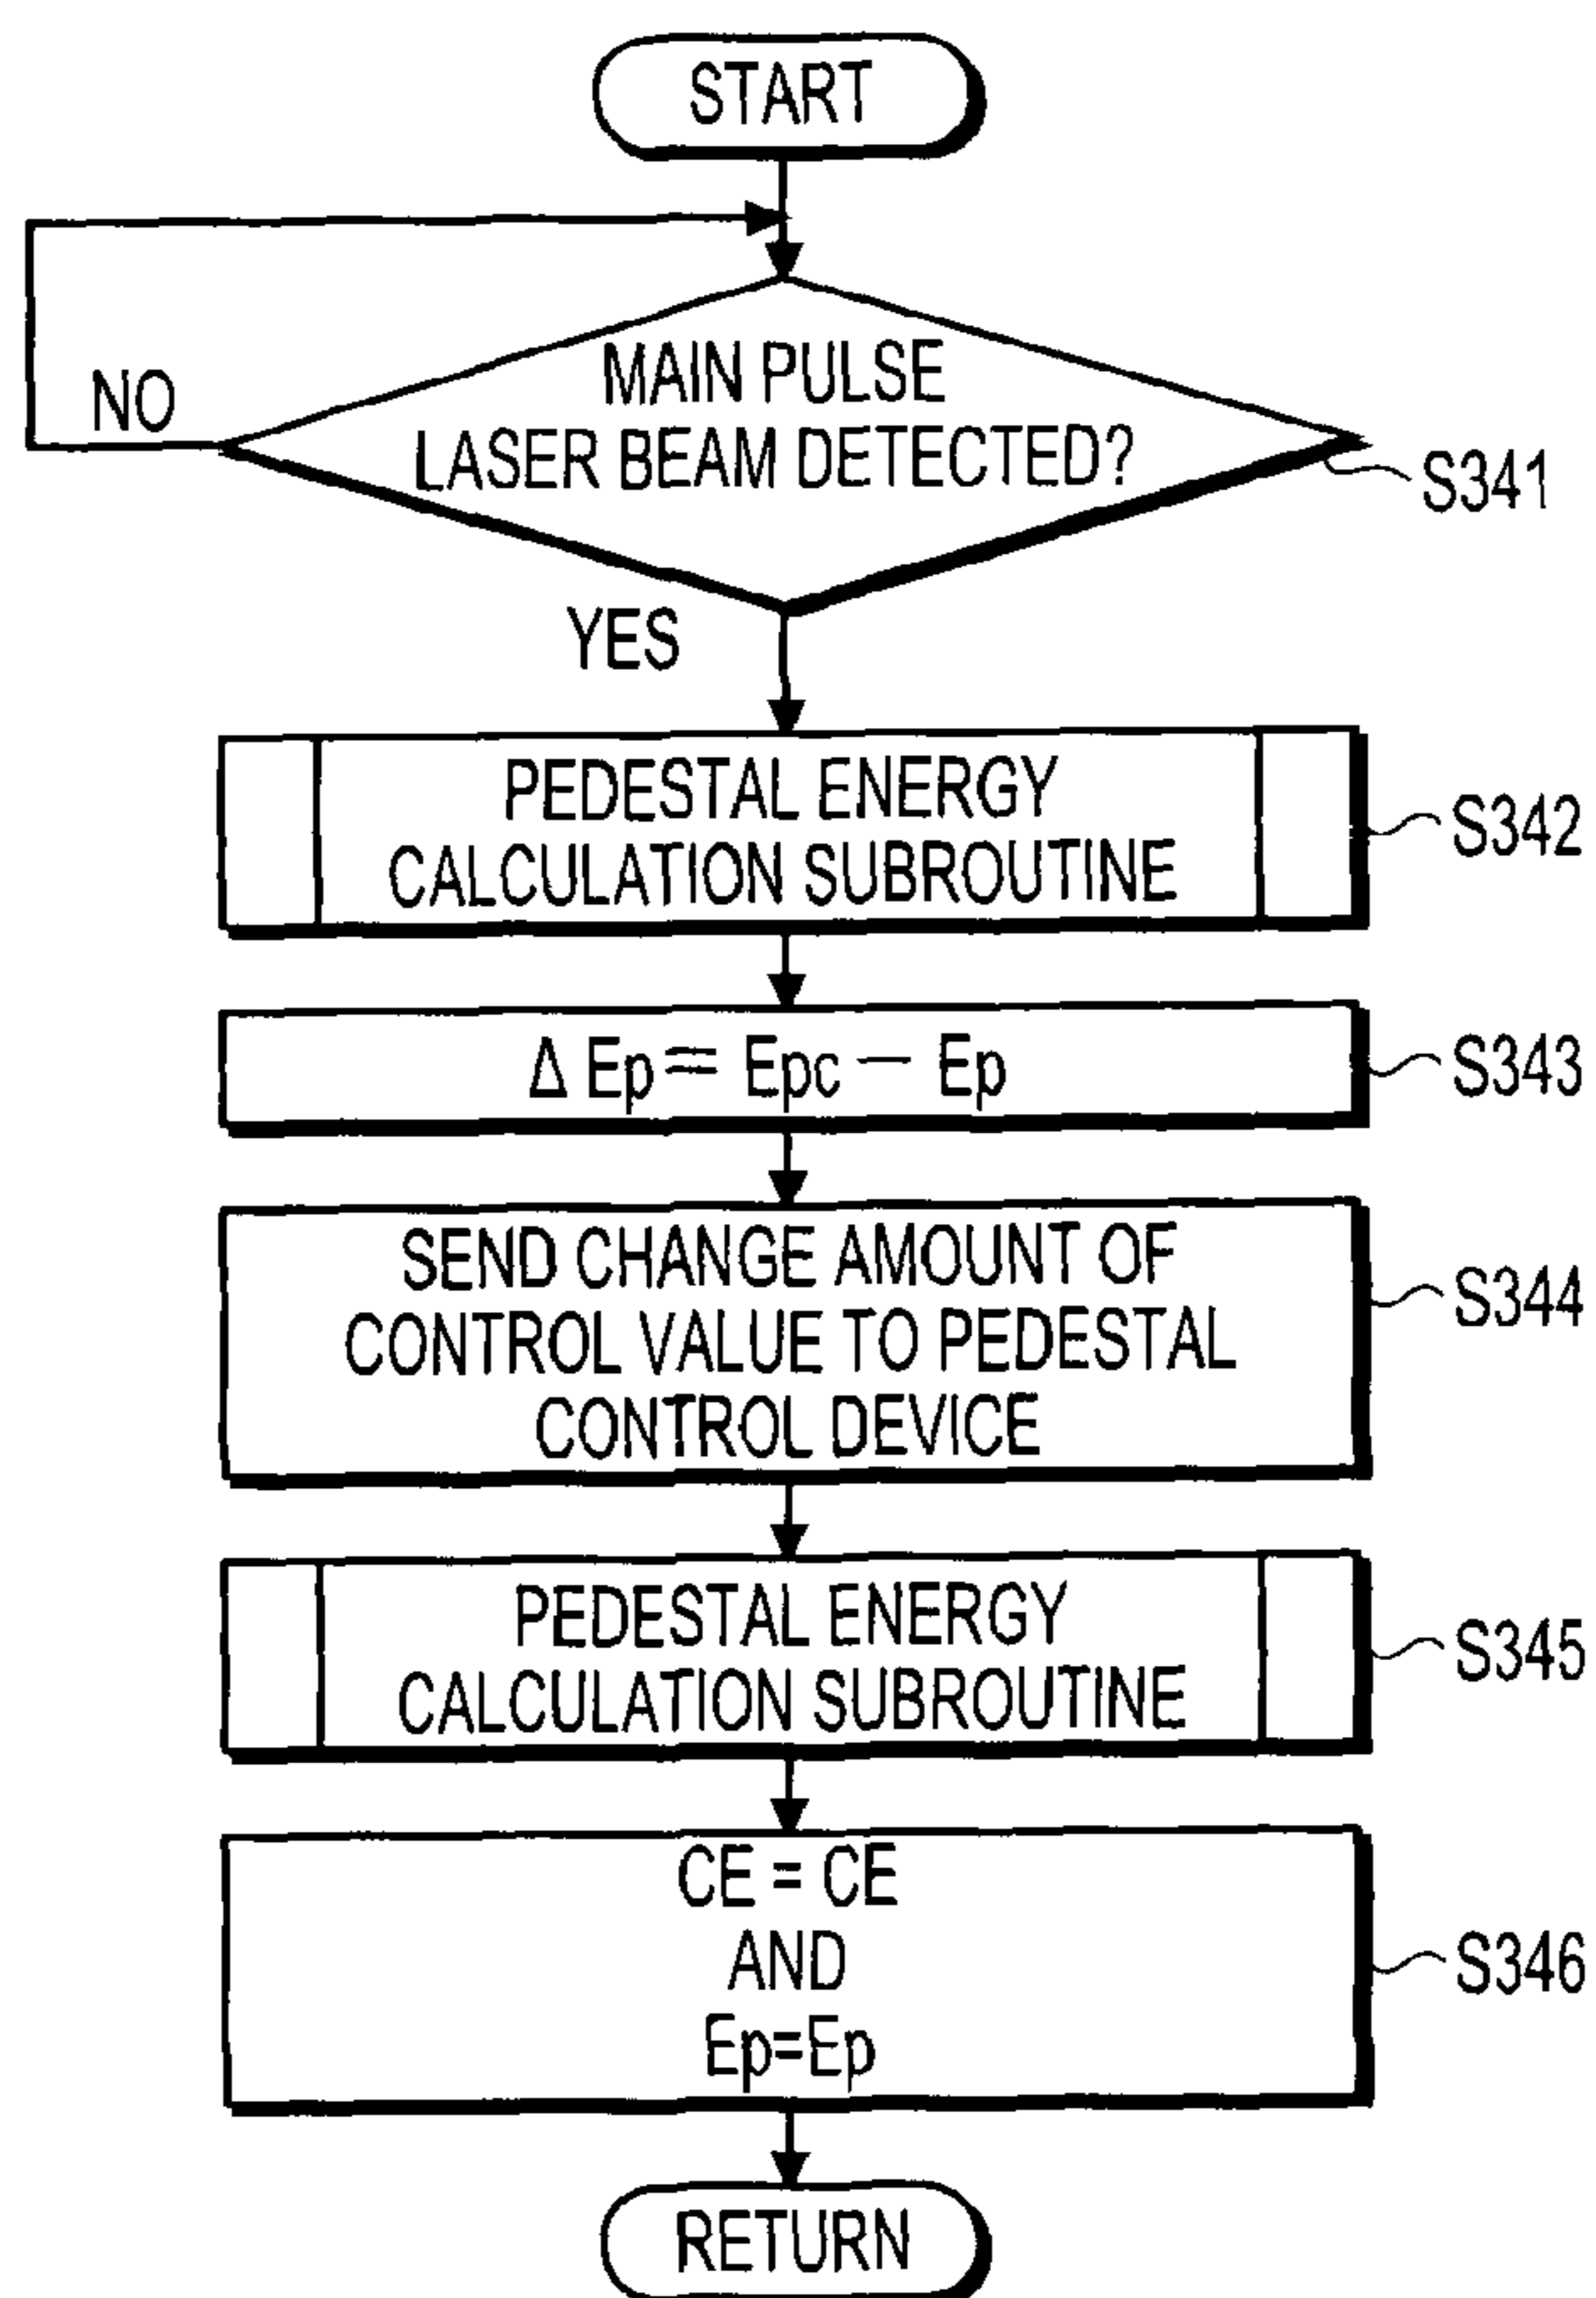 START
NO
MAIN PULSE
LASER BEAM DETECTED?
S341
YES
PEDESTAL ENERGY
CALCULATION SUBROUTINE
S342
Δ Ep = Epc − Ep
S343
SEND CHANGE AMOUNT OF
CONTROL VALUE TO PEDESTAL
CONTROL DEVICE
S344
PEDESTAL ENERGY
CALCULATION SUBROUTINE
S345
CE = CE
AND
Ep=Ep
S346
RETURN